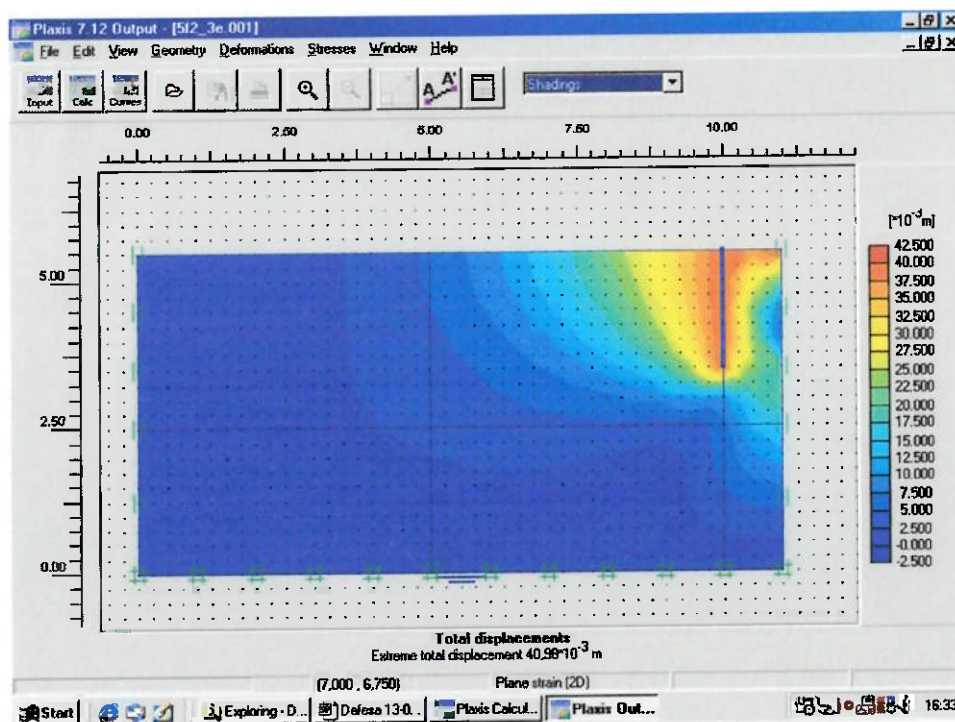 Plaxis 7.12 Output - [5f2_3e.001]
File Edit View Geometry Deformations Stresses Window Help
Input Calc Curves
A A'
Shadings
0.00 2.50 5.00 7.50 10.00
5.00
2.50
0.00
[*10⁻³m]
42.500
40.000
37.500
35.000
32.500
30.000
27.500
25.000
22.500
20.000
17.500
15.000
12.500
10.000
7.500
5.000
2.500
-0.000
-2.500
Total displacements
Extreme total displacement 40,98*10⁻³ m
(7,000 , 6,750) Plane strain (2D)
Start Exploring - D... Defesa 13-0... Plaxis Calcul... Plaxis Out... 16:33